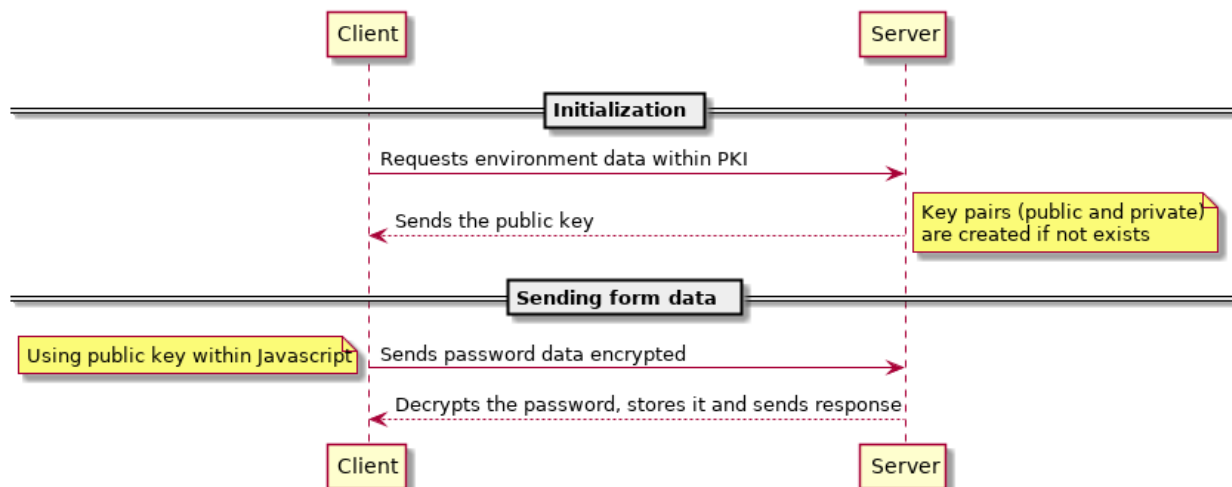 Client
Server
Initialization
Requests environment data within PKI
Sends the public key
Key pairs (public and private)
are created if not exists
Sending form data
Using public key within Javascript
Sends password data encrypted
Decrypts the password, stores it and sends response
Client
Server